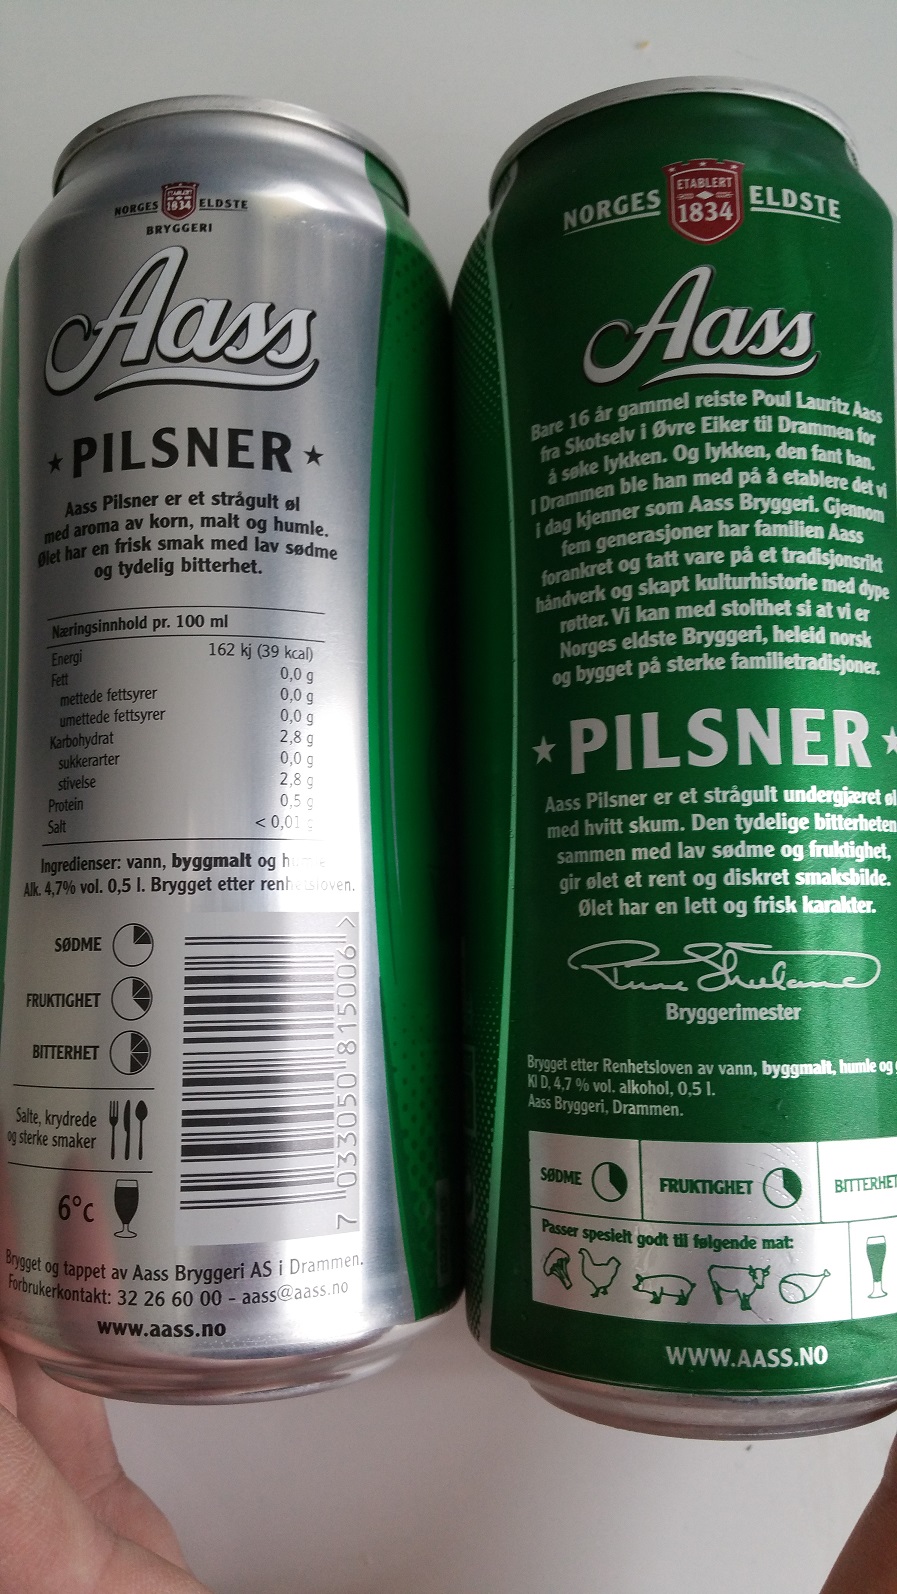 NORGES ETABLERT 1834 ELDSTE
BRYGGERI
Aass
PILSNER
Aass Pilsner er et strågult øl
med aroma av korn, malt og humle.
Ølet har en frisk smak med lav sødme
og tydelig bitterhet.
Næringsinnhold pr. 100 ml
Energi 162 kj (39 kcal)
Fett 0,0 g
mettede fettsyrer 0,0 g
umettede fettsyrer 0,0 g
Karbohydrat 2,8 g
sukkerarter 0,0 g
stivelse 2,8 g
Protein 0,5 g
Salt < 0,01 g
Ingredienser: vann, byggmalt og humle
Alk. 4,7% vol. 0,5 l. Brygget etter renhetsloven.
SØDME
FRUKTIGHET
BITTERHET
Salte, krydrede
og sterke smaker
6°c
7 033050 815006 >
Brygget og tappet av Aass Bryggeri AS i Drammen.
Forbrukerkontakt: 32 26 60 00 - aass@aass.no
www.aass.no
NORGES ETABLERT 1834 ELDSTE
Aass
Bare 16 år gammel reiste Poul Lauritz Aass
fra Skotselv i Øvre Eiker til Drammen for
å søke lykken. Og lykken, den fant han.
I Drammen ble han med på å etablere det vi
i dag kjenner som Aass Bryggeri. Gjennom
fem generasjoner har familien Aass
forankret og tatt vare på et tradisjonsrikt
håndverk og skapt kulturhistorie med dype
røtter. Vi kan med stolthet si at vi er
Norges eldste Bryggeri, heleid norsk
og bygget på sterke familietradisjoner.
PILSNER
Aass Pilsner er et strågult undergjæret øl
med hvitt skum. Den tydelige bitterheten
sammen med lav sødme og fruktighet,
gir ølet et rent og diskret smaksbilde.
Ølet har en lett og frisk karakter.
Bryggerimester
Brygget etter Renhetsloven av vann, byggmalt, humle og
Kl D, 4,7 % vol. alkohol, 0,5 l.
Aass Bryggeri, Drammen.
SØDME
FRUKTIGHET
BITTERHET
Passer spesielt godt til følgende mat:
WWW.AASS.NO